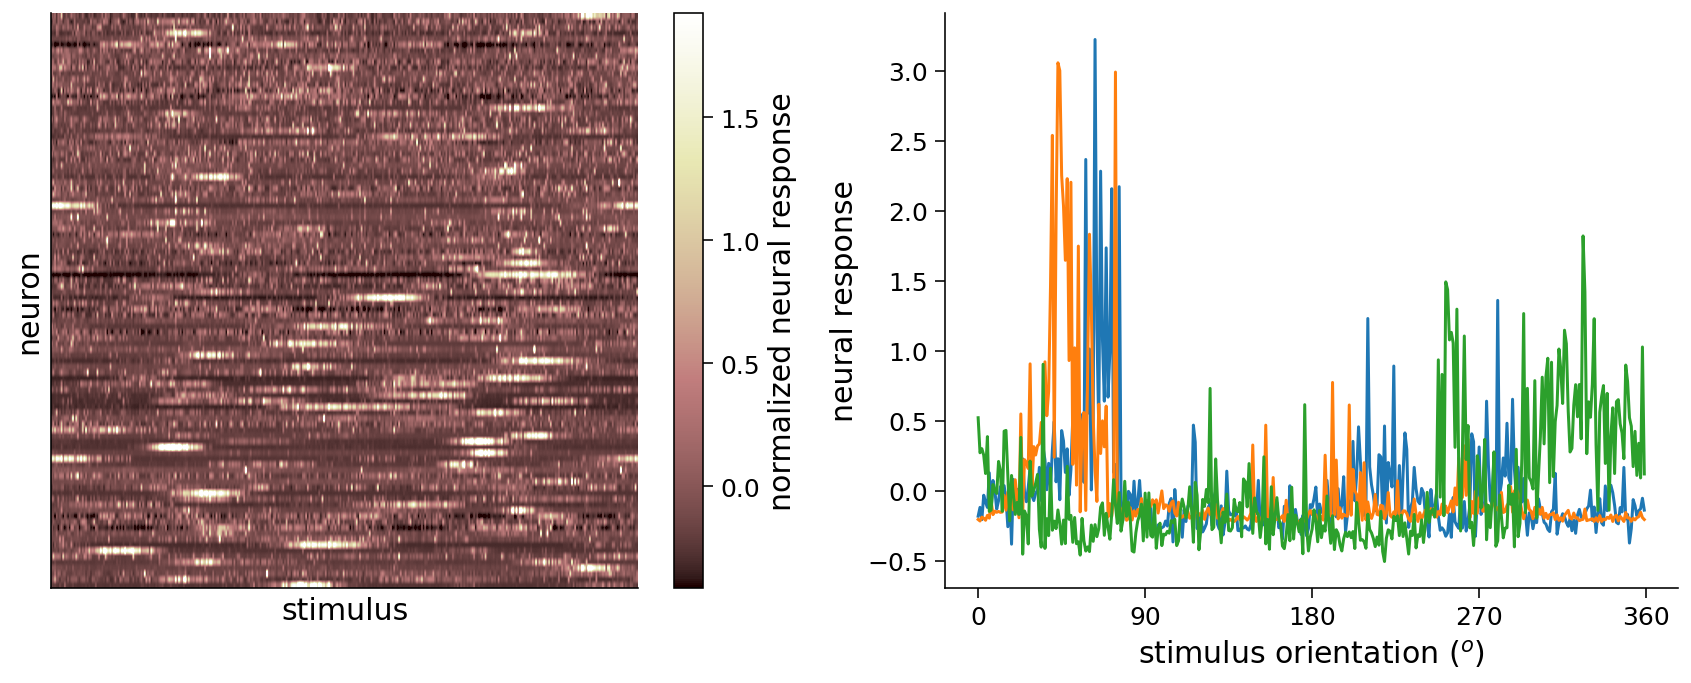 neuron
stimulus
1.5
1.0
0.5
0.0
normalized neural response
neural response
3.0
2.5
2.0
1.5
1.0
0.5
0.0
−0.5
0 90 180 270 360
stimulus orientation (o)